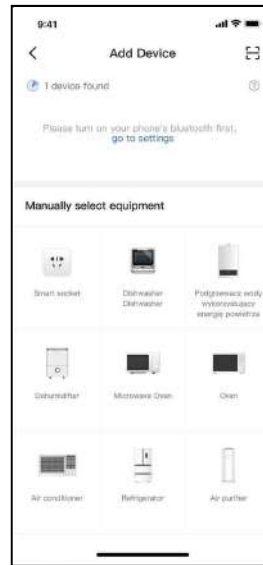 9:41
Add Device
1 device found
Please turn on your phone's bluetooth first,
go to settings
Manually select equipment
Smart socket
Dishwasher
Dishwasher
Podgrzewacz wody
wykorzystujący
energię powietrza
Dehumidifier
Microwave Oven
Oven
Air conditioner
Refrigerator
Air purifier